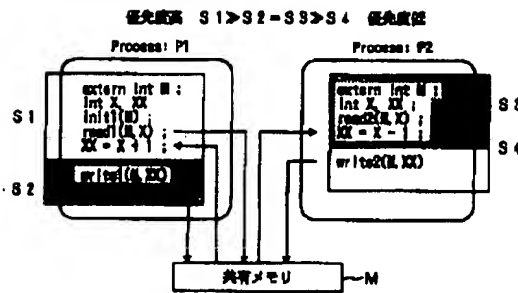 優先度高 S1≫S2=S3≫S4 優先度低
Process: P1
Process: P2
S1
extern int M ;
int X, XX
init1(M) ;
read1(M,X) ;
XX = X + 1 ;
S2
write1(M,XX)
extern int M ;
int X, XX ;
read2(M,X) ;
XX = X - 1 ;
S3
S4
write2(M,XX)
共有メモリ
M